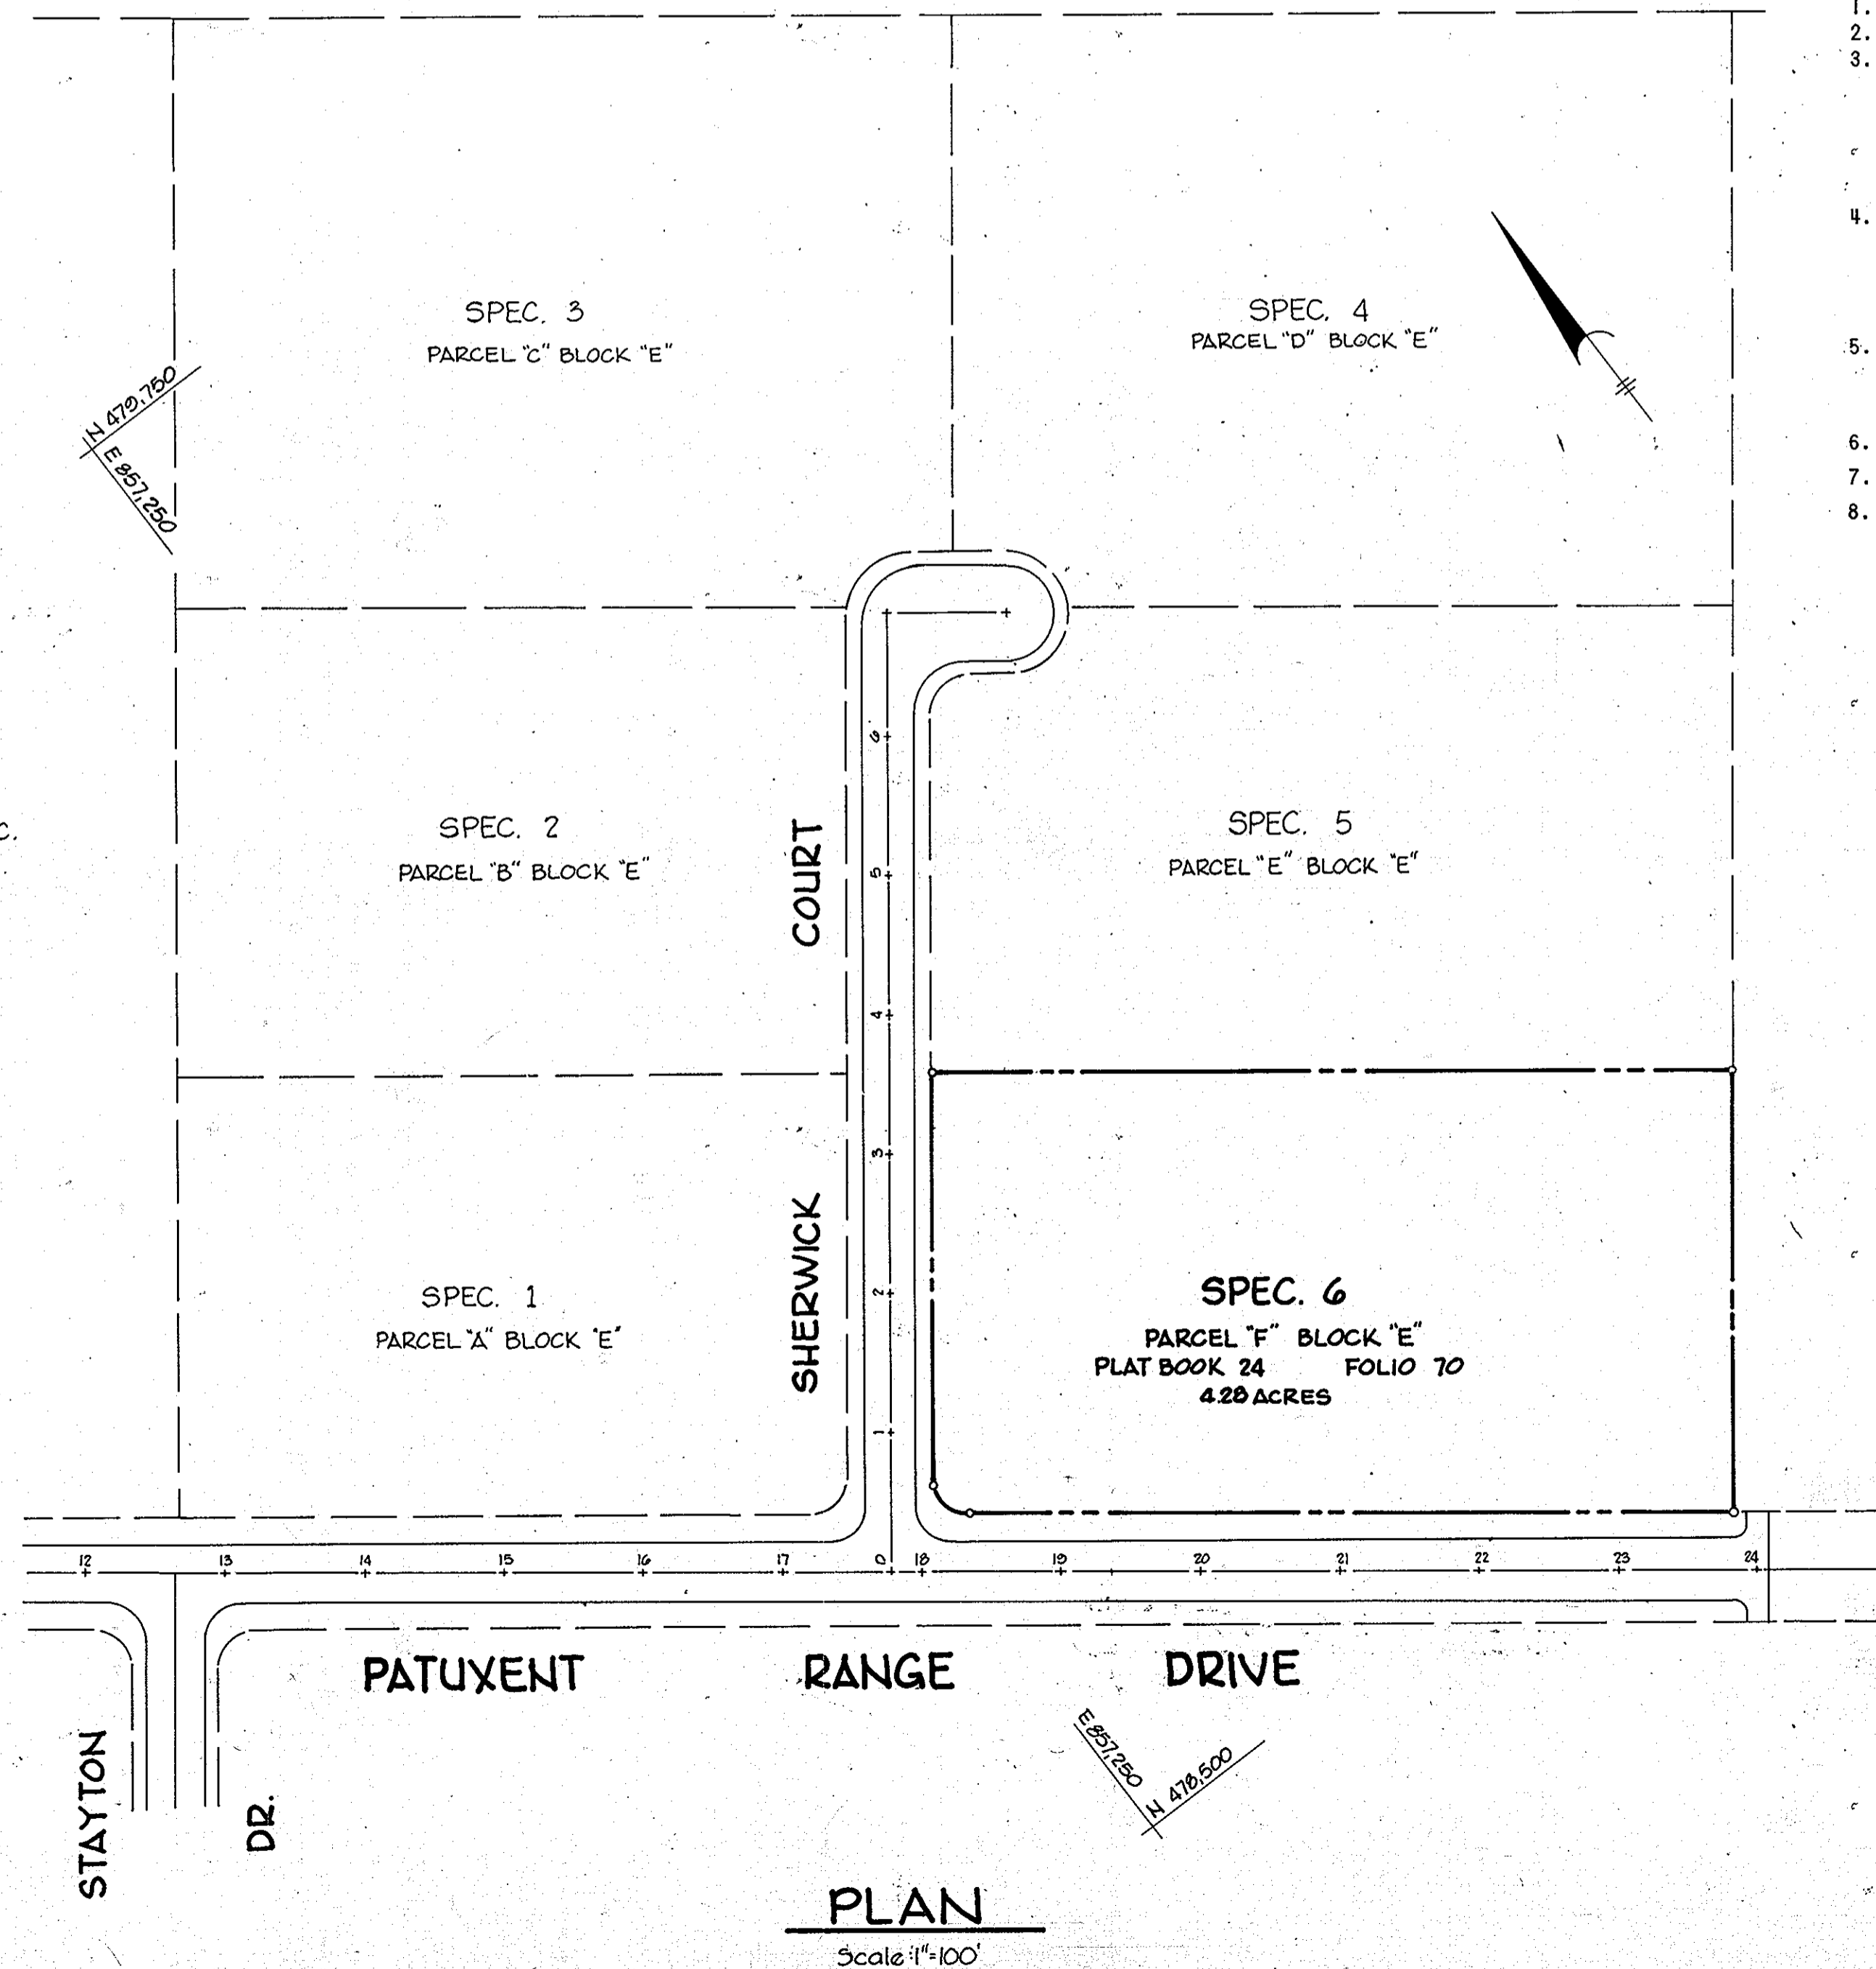 1.
2.
3.
4.
5.
6.
7.
8.
SPEC. 3
PARCEL "C" BLOCK "E"
SPEC. 4
PARCEL "D" BLOCK "E"
N 479,750
E 857,250
C.
SPEC. 2
PARCEL "B" BLOCK "E"
SPEC. 5
PARCEL "E" BLOCK "E"
SHERWICK COURT
6
5
4
3
2
1
0
SPEC. 1
PARCEL "A" BLOCK "E"
SPEC. 6
PARCEL "F" BLOCK "E"
PLAT BOOK 24 FOLIO 70
4.28 ACRES
12 13 14 15 16 17 18 19 20 21 22 23 24
PATUXENT RANGE DRIVE
STAYTON DR.
E 857,250
N 478,500
PLAN
Scale: 1"=100'